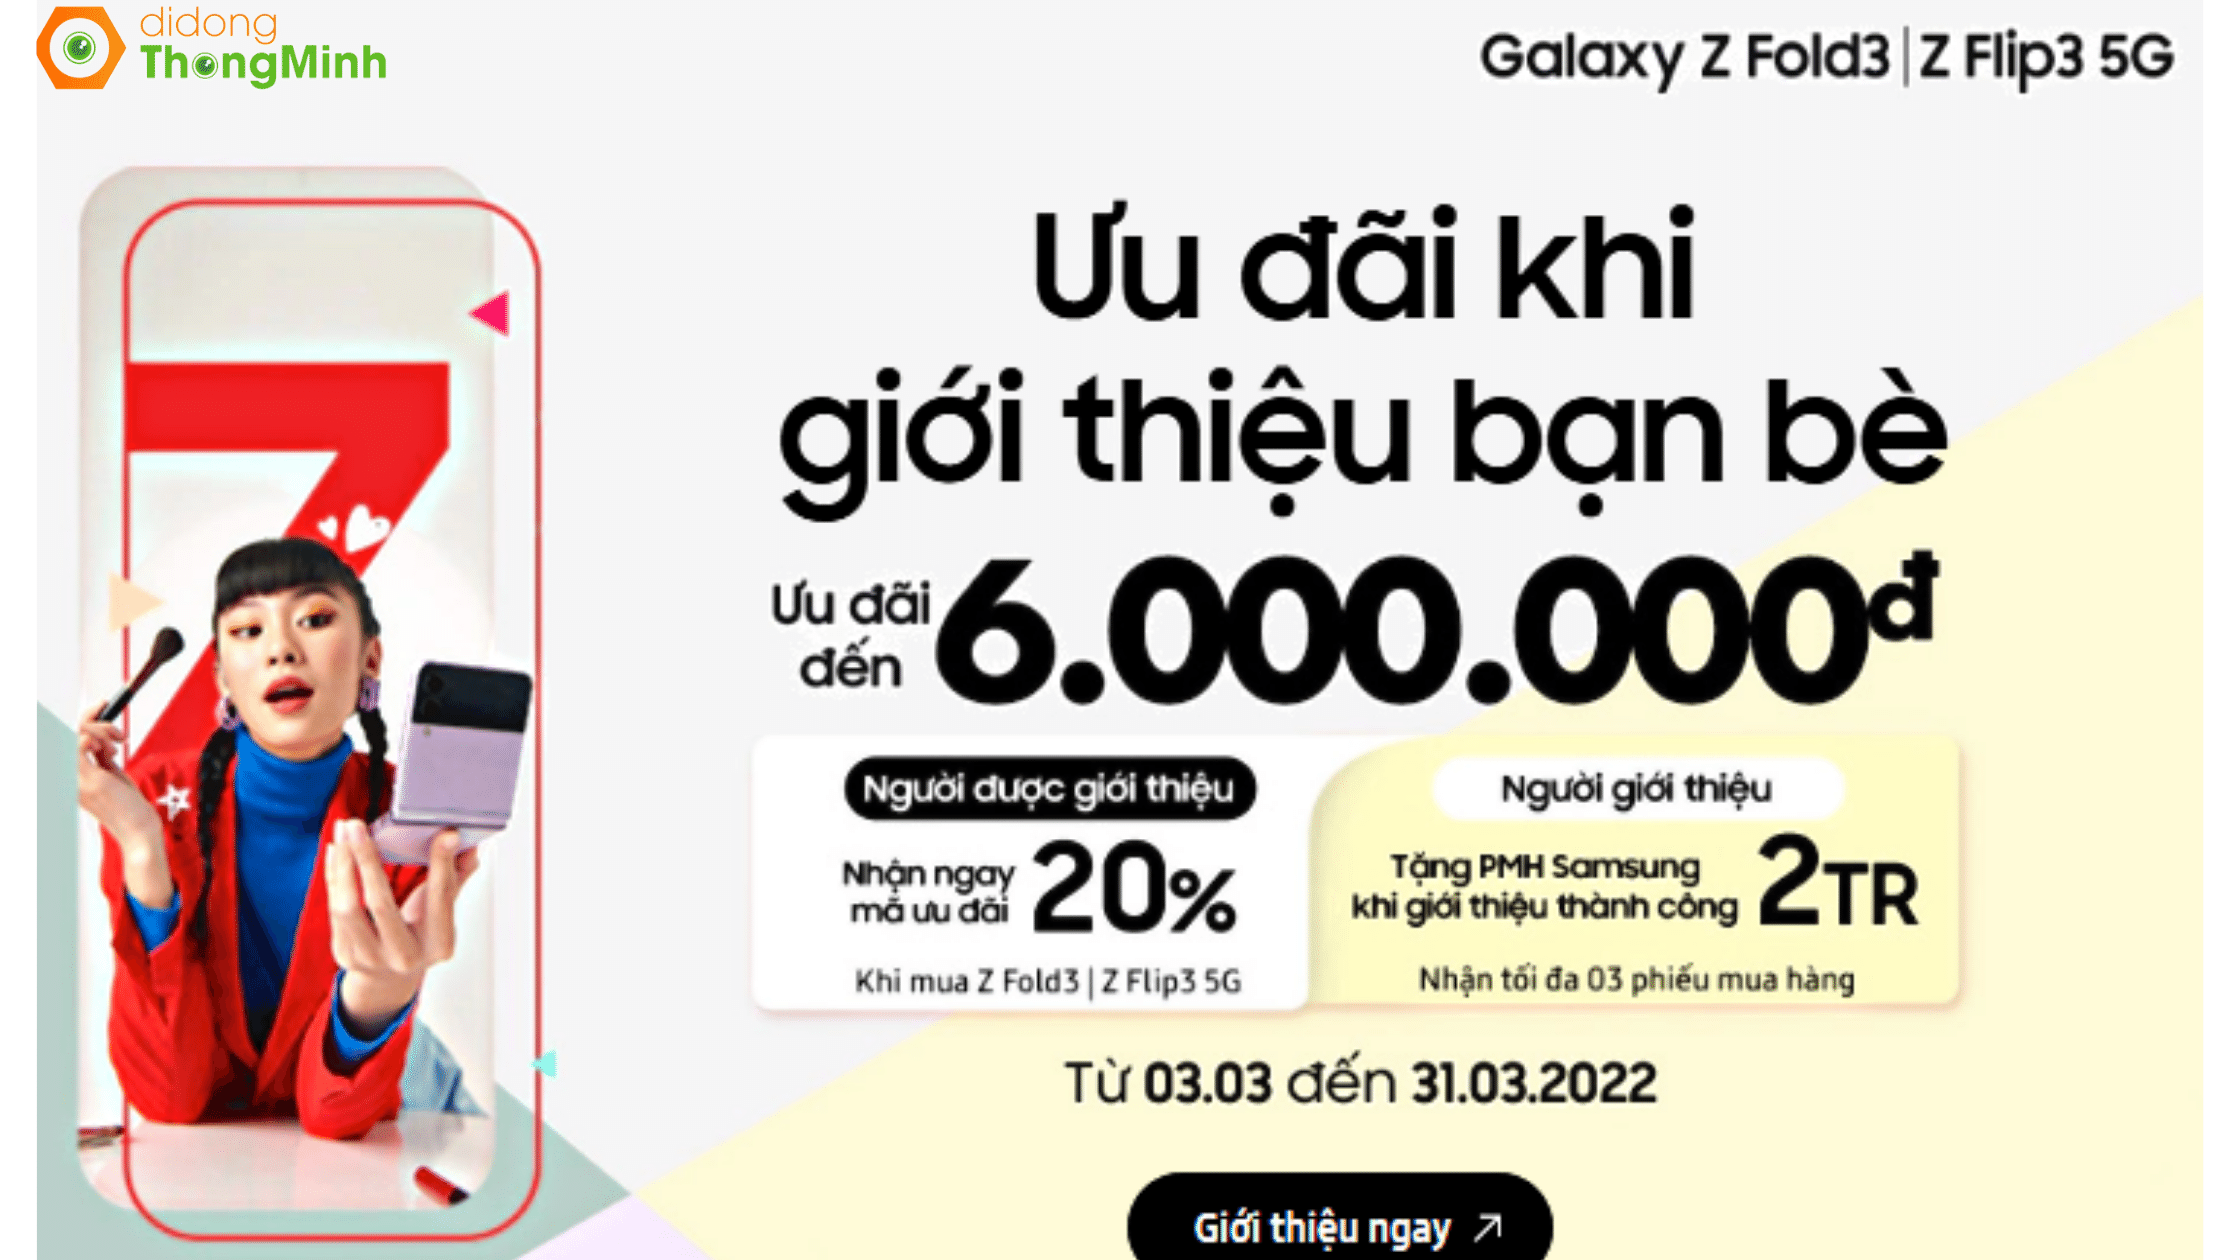 didong
ThongMinh
Galaxy Z Fold3 | Z Flip3 5G
Ưu đãi khi
giới thiệu bạn bè
Ưu đãi
đến
6.000.000đ
Người được giới thiệu
Nhận ngay
mã ưu đãi
20%
Khi mua Z Fold3 | Z Flip3 5G
Người giới thiệu
Tặng PMH Samsung
khi giới thiệu thành công
2TR
Nhận tối đa 03 phiếu mua hàng
Từ 03.03 đến 31.03.2022
Giới thiệu ngay